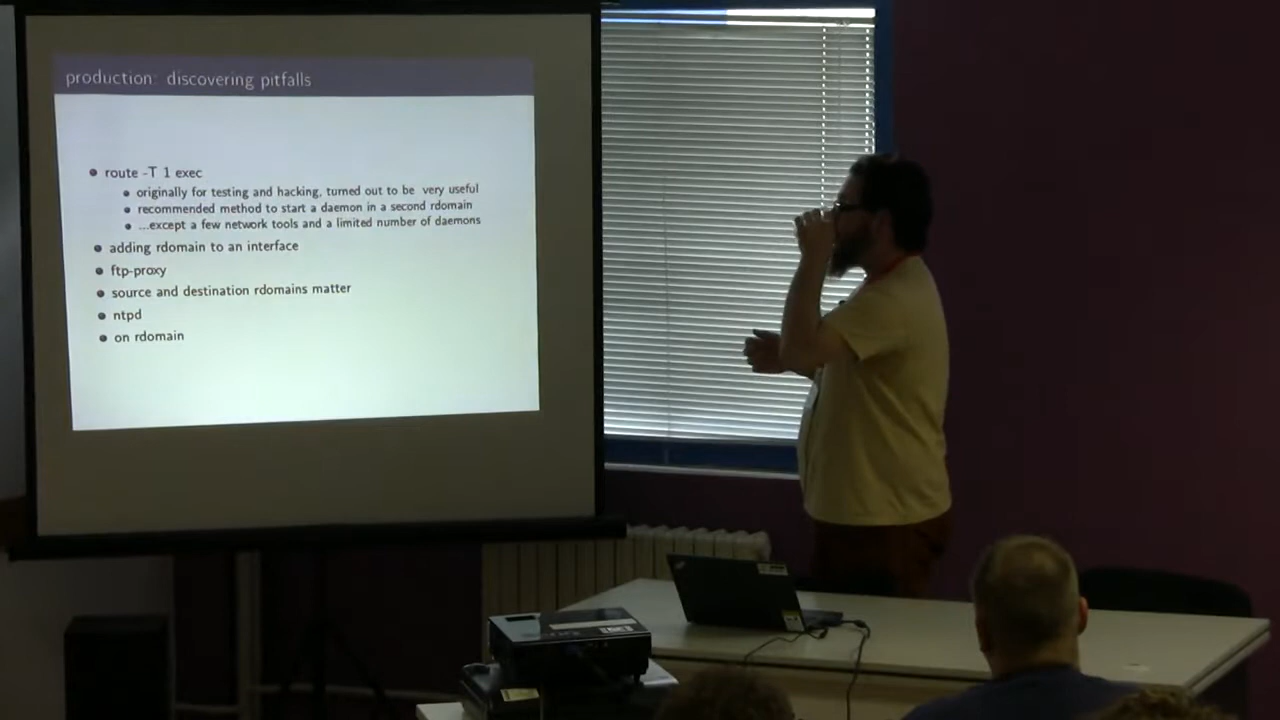 production: discovering pitfalls
route -T 1 exec
originally for testing and hacking, turned out to be very useful
recommended method to start a daemon in a second rdomain
...except a few network tools and a limited number of daemons
adding rdomain to an interface
ftp-proxy
source and destination rdomains matter
ntpd
on rdomain